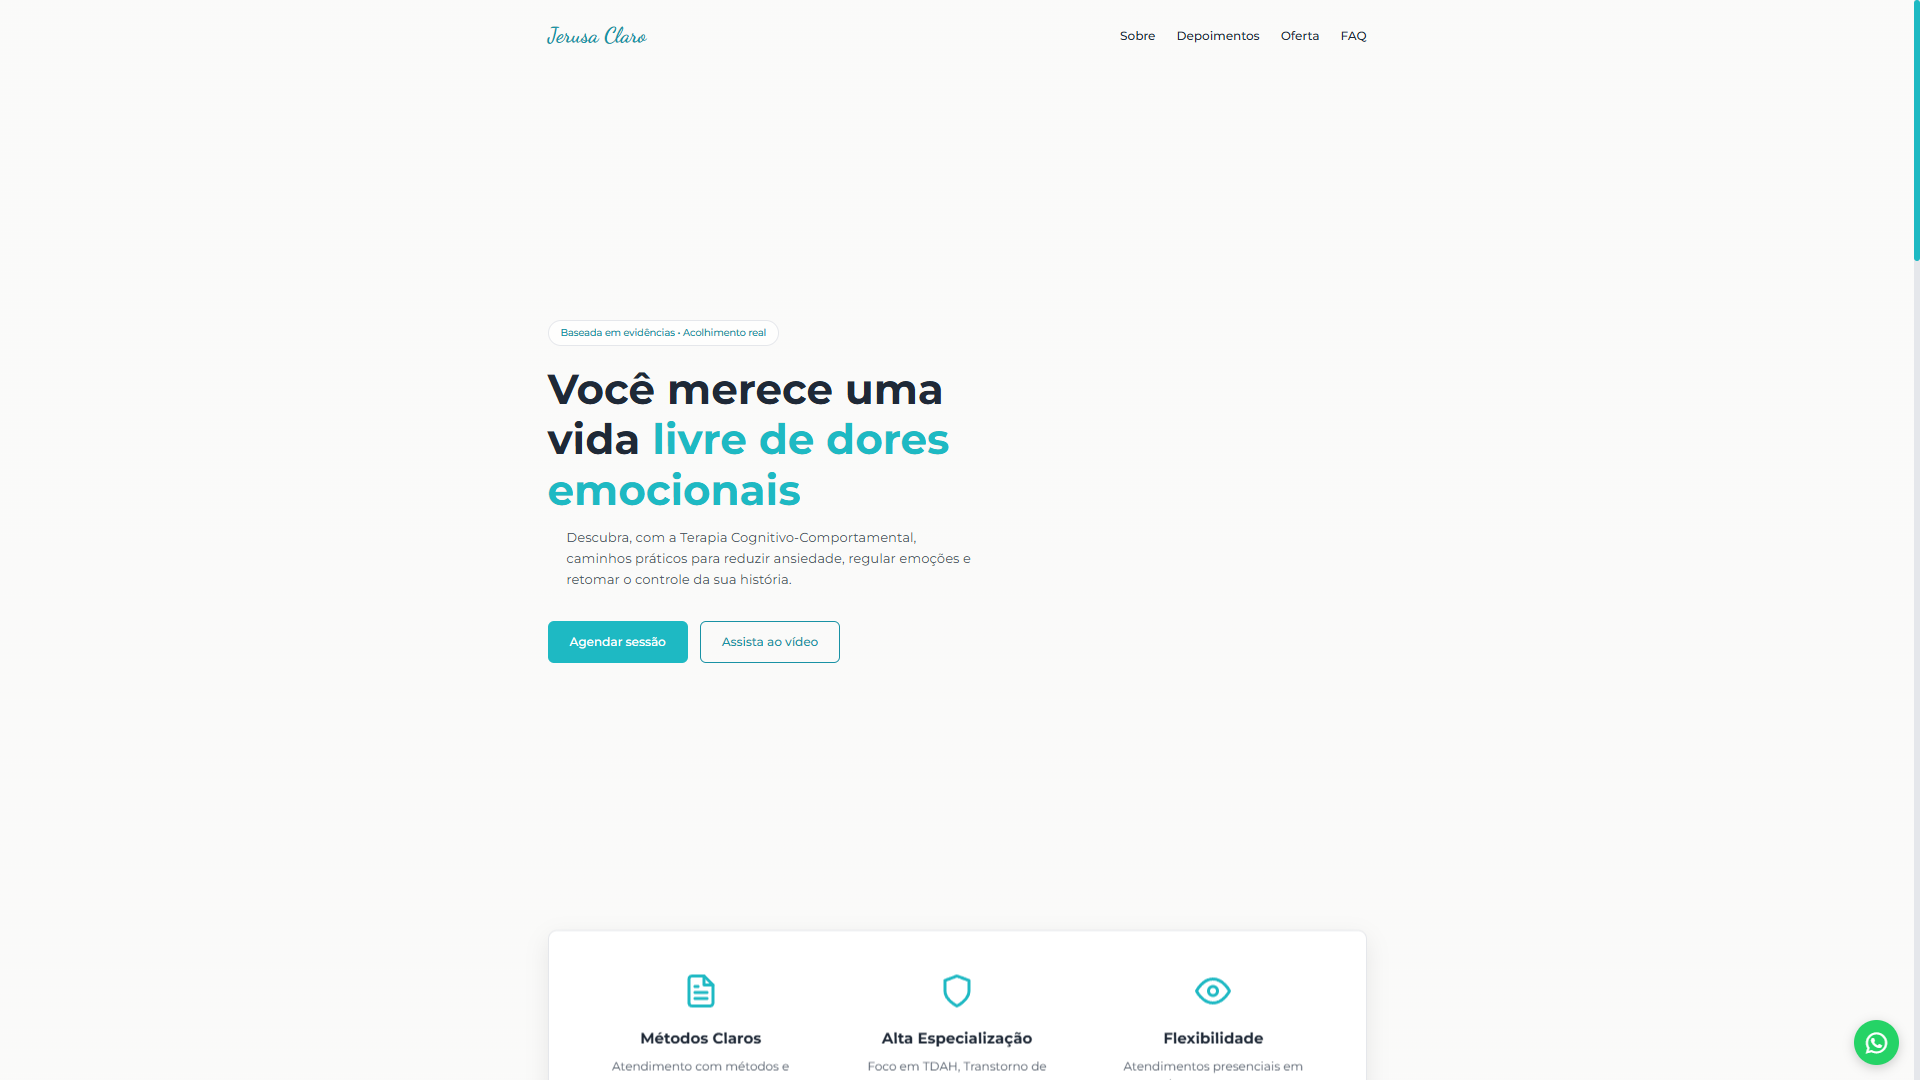 Jerusa Claro
Sobre
Depoimentos
Oferta
FAQ
Baseada em evidências • Acolhimento real
Você merece uma
vida livre de dores
emocionais
Descubra, com a Terapia Cognitivo-Comportamental,
caminhos práticos para reduzir ansiedade, regular emoções e
retomar o controle da sua história.
Agendar sessão
Assista ao vídeo
Métodos Claros
Atendimento com métodos e
Alta Especialização
Foco em TDAH, Transtorno de
Flexibilidade
Atendimentos presenciais em